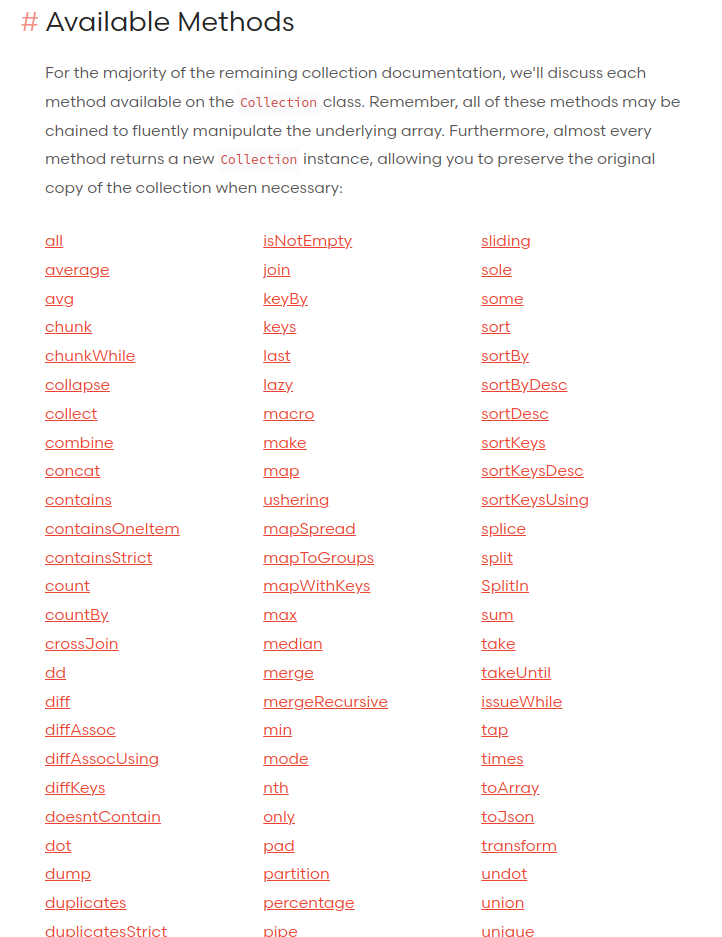 # Available Methods
For the majority of the remaining collection documentation, we'll discuss each
method available on the Collection class. Remember, all of these methods may be
chained to fluently manipulate the underlying array. Furthermore, almost every
method returns a new Collection instance, allowing you to preserve the original
copy of the collection when necessary:
all
average
avg
chunk
chunkWhile
collapse
collect
combine
concat
contains
containsOneItem
containsStrict
count
countBy
crossJoin
dd
diff
diffAssoc
diffAssocUsing
diffKeys
doesntContain
dot
dump
duplicates
duplicatesStrict
isNotEmpty
join
keyBy
keys
last
lazy
macro
make
map
ushering
mapSpread
mapToGroups
mapWithKeys
max
median
merge
mergeRecursive
min
mode
nth
only
pad
partition
percentage
pipe
sliding
sole
some
sort
sortBy
sortByDesc
sortDesc
sortKeys
sortKeysDesc
sortKeysUsing
splice
split
SplitIn
sum
take
takeUntil
issueWhile
tap
times
toArray
toJson
transform
undot
union
unique